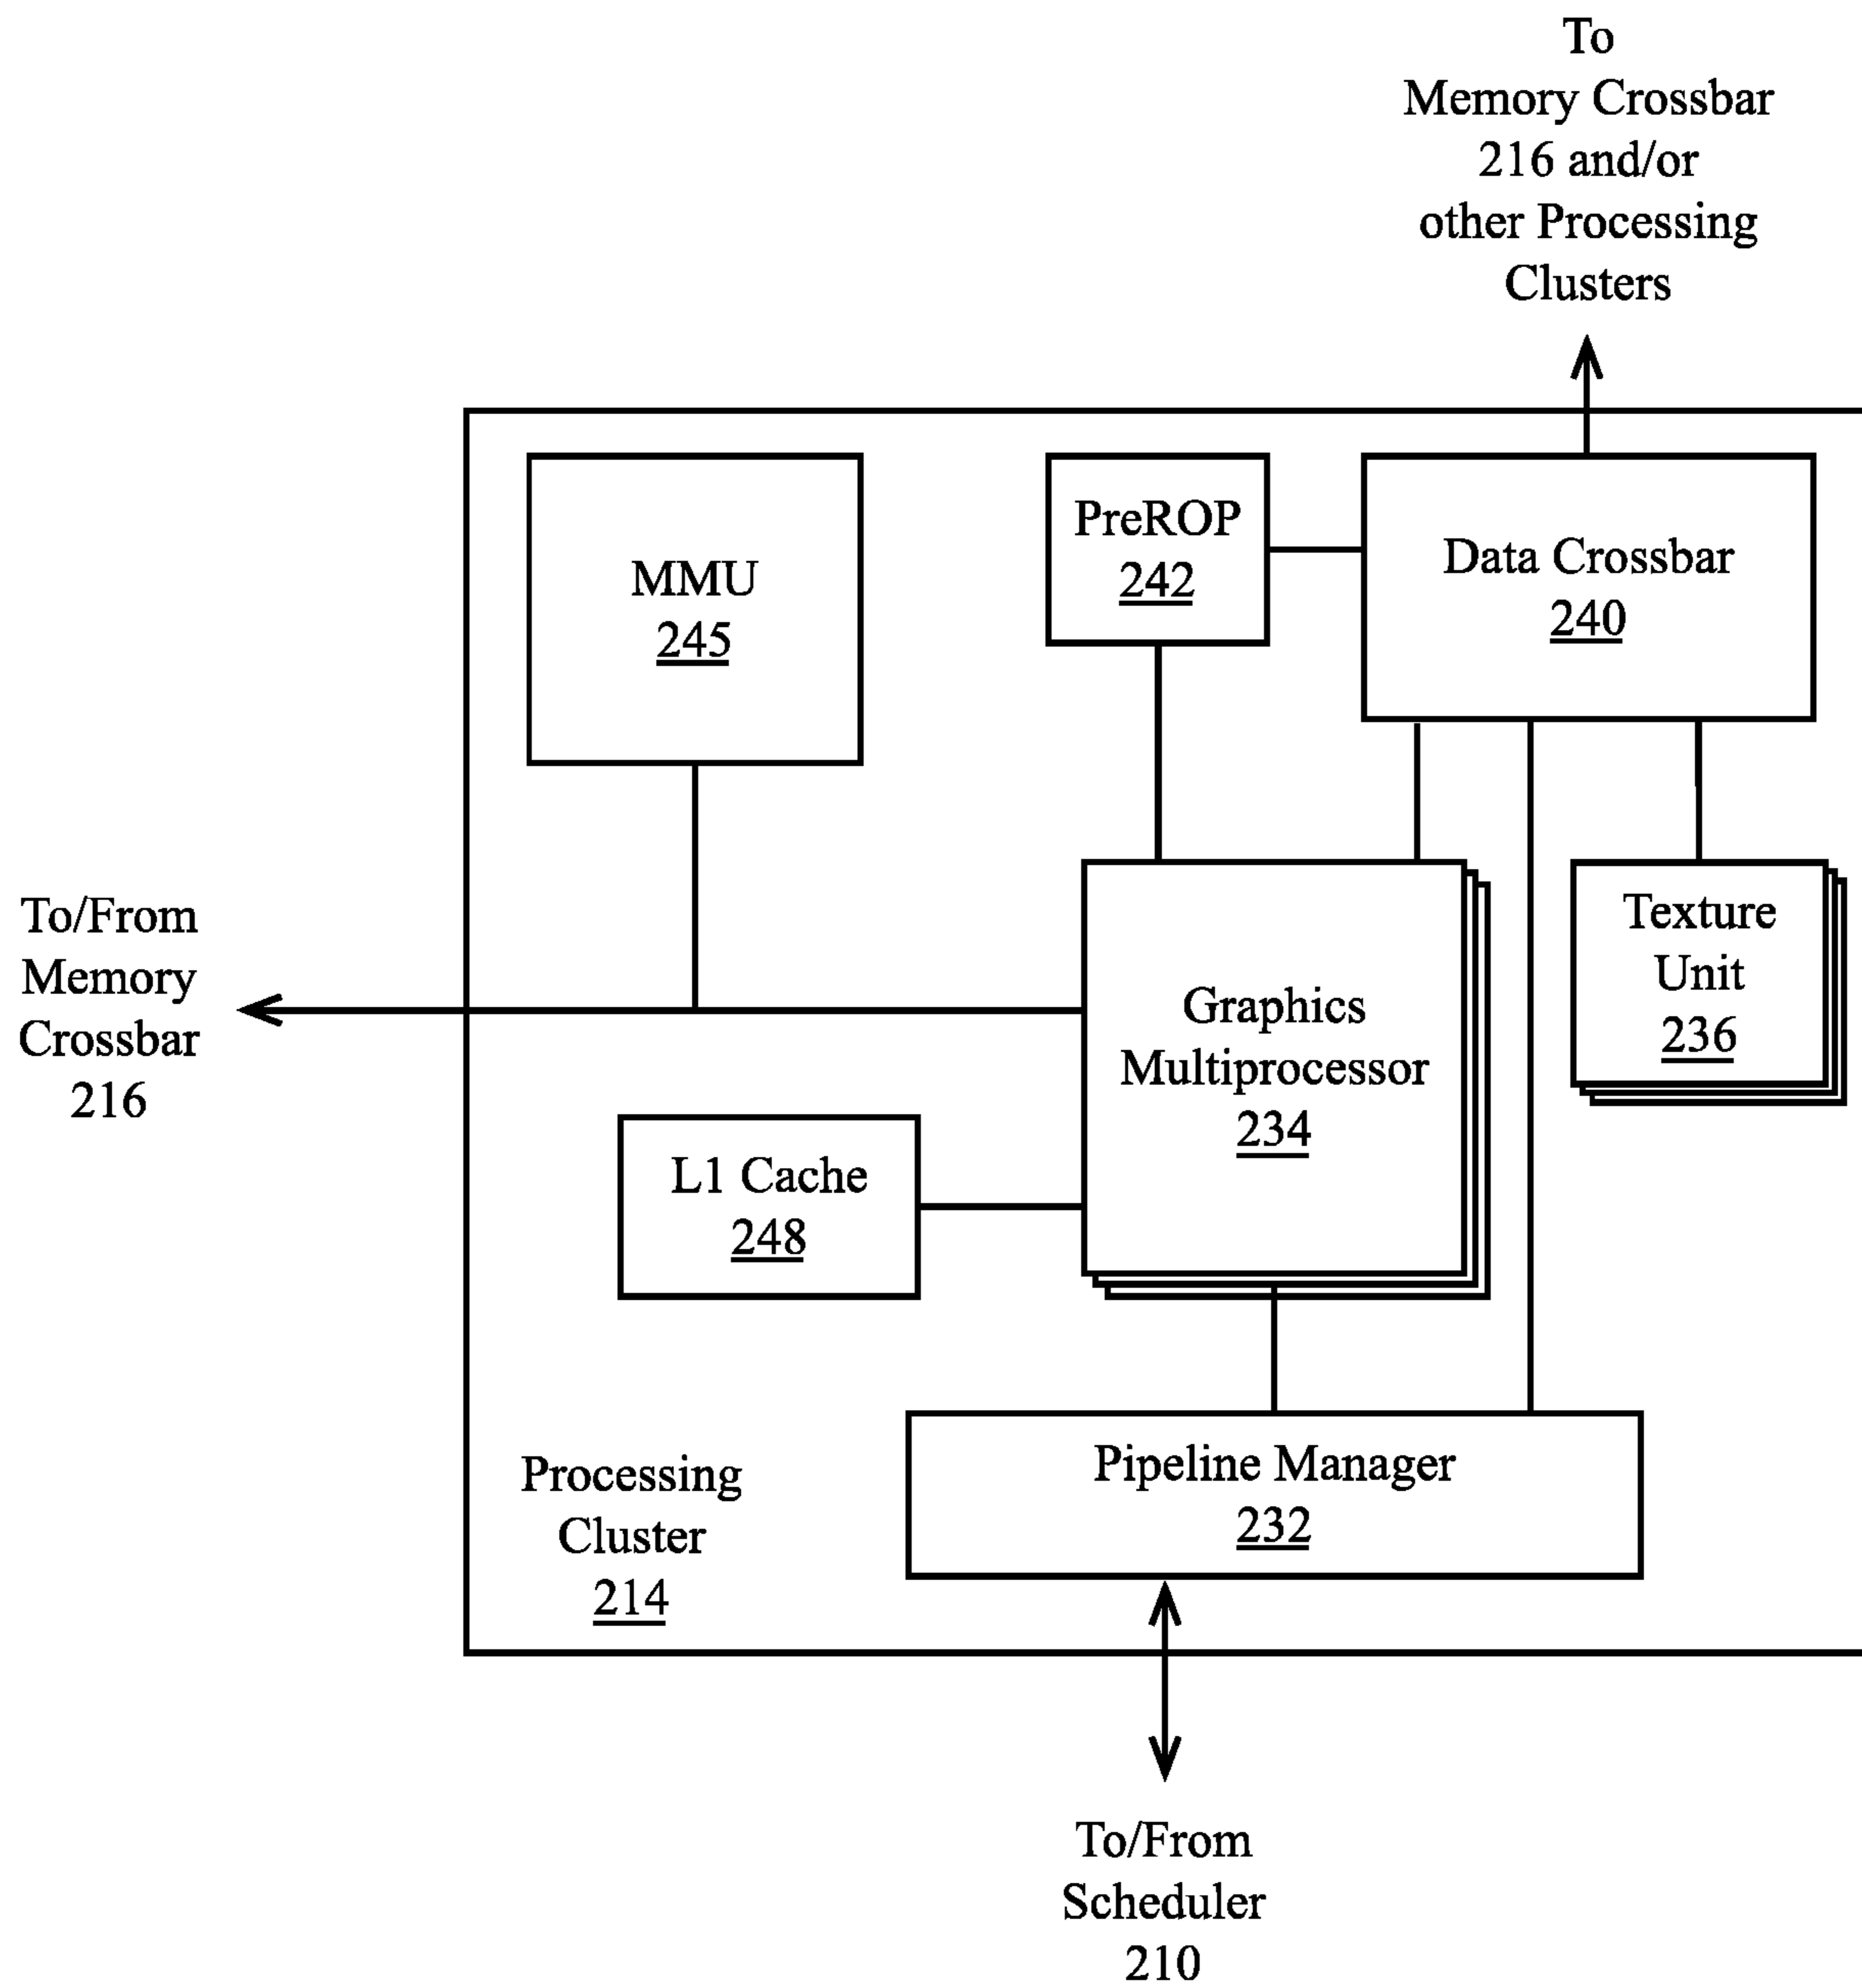 To
Memory Crossbar
216 and/or
other Processing
Clusters
MMU
245
PreROP
242
Data Crossbar
240
To/From
Memory
Crossbar
216
Graphics
Multiprocessor
234
Texture
Unit
236
L1 Cache
248
Processing
Cluster
214
Pipeline Manager
232
To/From
Scheduler
210